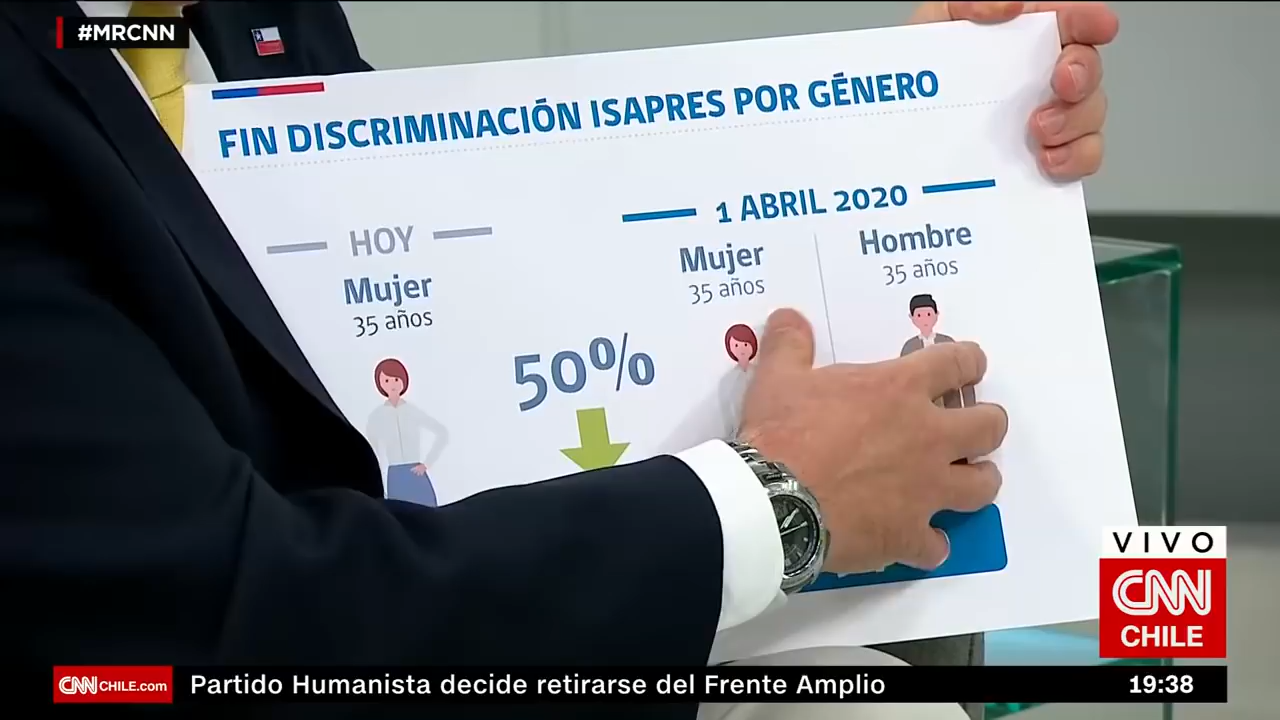 #MRCNN
FIN DISCRIMINACIÓN ISAPRES POR GÉNERO
HOY
Mujer
35 años
50%
1 ABRIL 2020
Mujer
35 años
Hombre
35 años
VIVO
CNN
CHILE
CNNCHILE.com
Partido Humanista decide retirarse del Frente Amplio
19:38